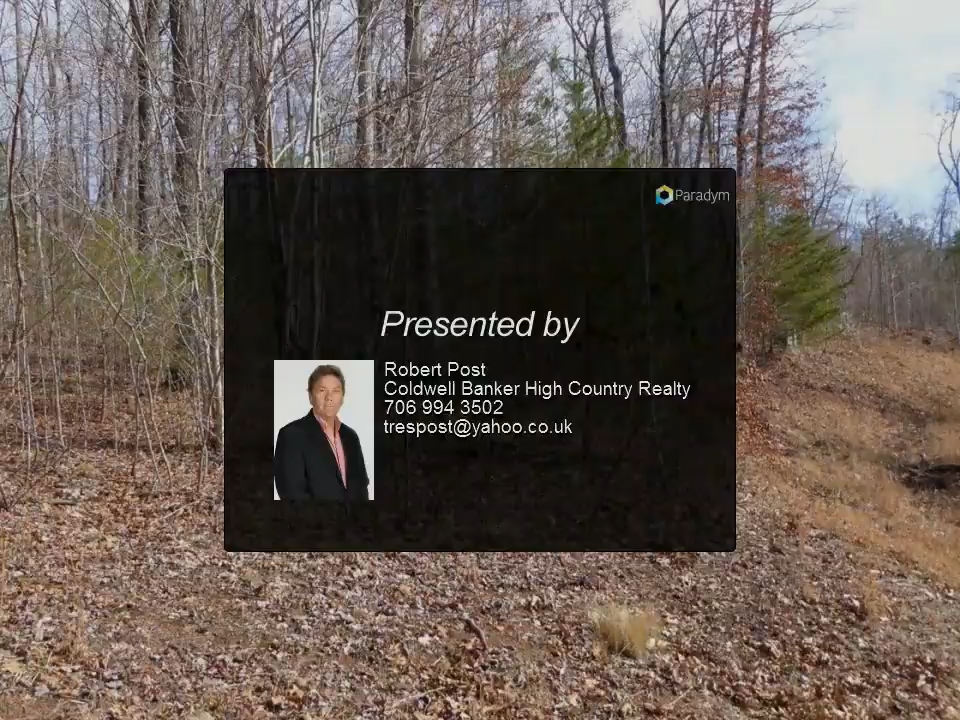 Paradym
Presented by
Robert Post
Coldwell Banker High Country Realty
706 994 3502
trespost@yahoo.co.uk